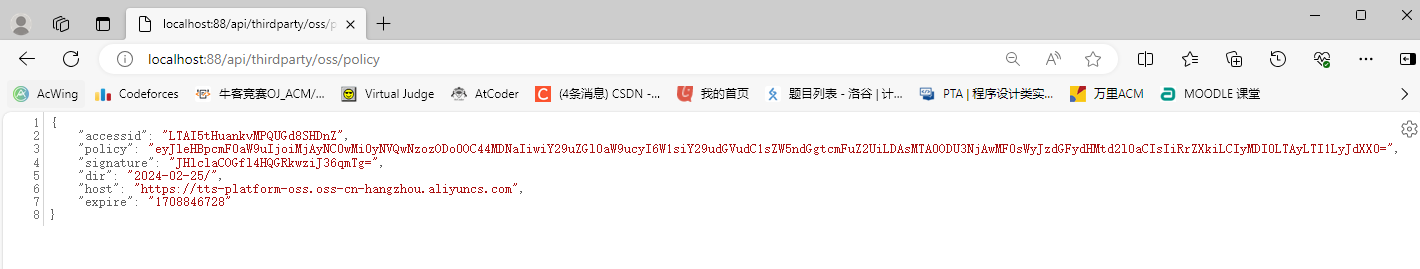 localhost:88/api/thirdparty/oss/p
localhost:88/api/thirdparty/oss/policy
AcWing Codeforces 牛客竞赛OJ_ACM/... Virtual Judge AtCoder (4条消息) CSDN -... 我的首页 题目列表 - 洛谷 | 计... PTA | 程序设计类实... 万里ACM MOODLE 课堂
1 {
2 "accessid": "LTAI5tHuankvMPQUGd8SHDnZ",
3 "policy": "eyJleHBpcmF0aW9uIjoiMjAyNC0wMi0yNVQwNzozODo0OC44MDNaIiwiY29uZGl0aW9ucyI6W1siY29udGVudC1sZW5ndGgtcmFuZ2UiLDAsMTA0ODU3NjAwMF0sWyJzdGFydHMtd2l0aCIsIiRrZXkiLCIyMDI0LTAyLTI1LyJdXX0=",
4 "signature": "JHlclaCOGfl4HQGRkwziJ36qmTg=",
5 "dir": "2024-02-25/",
6 "host": "https://tts-platform-oss.oss-cn-hangzhou.aliyuncs.com",
7 "expire": "1708846728"
8 }